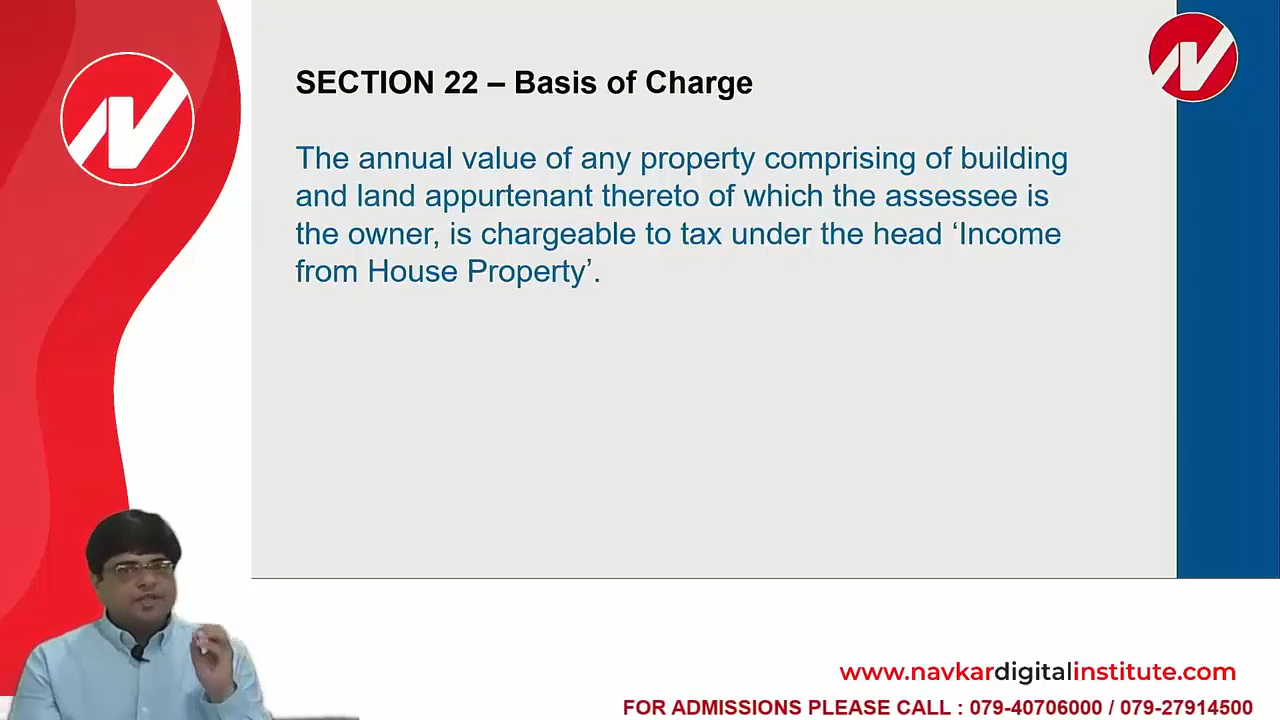 SECTION 22 – Basis of Charge
The annual value of any property comprising of building
and land appurtenant thereto of which the assessee is
the owner, is chargeable to tax under the head ‘Income
from House Property’.
www.navkardigitalinstitute.com
FOR ADMISSIONS PLEASE CALL : 079-40706000 / 079-27914500